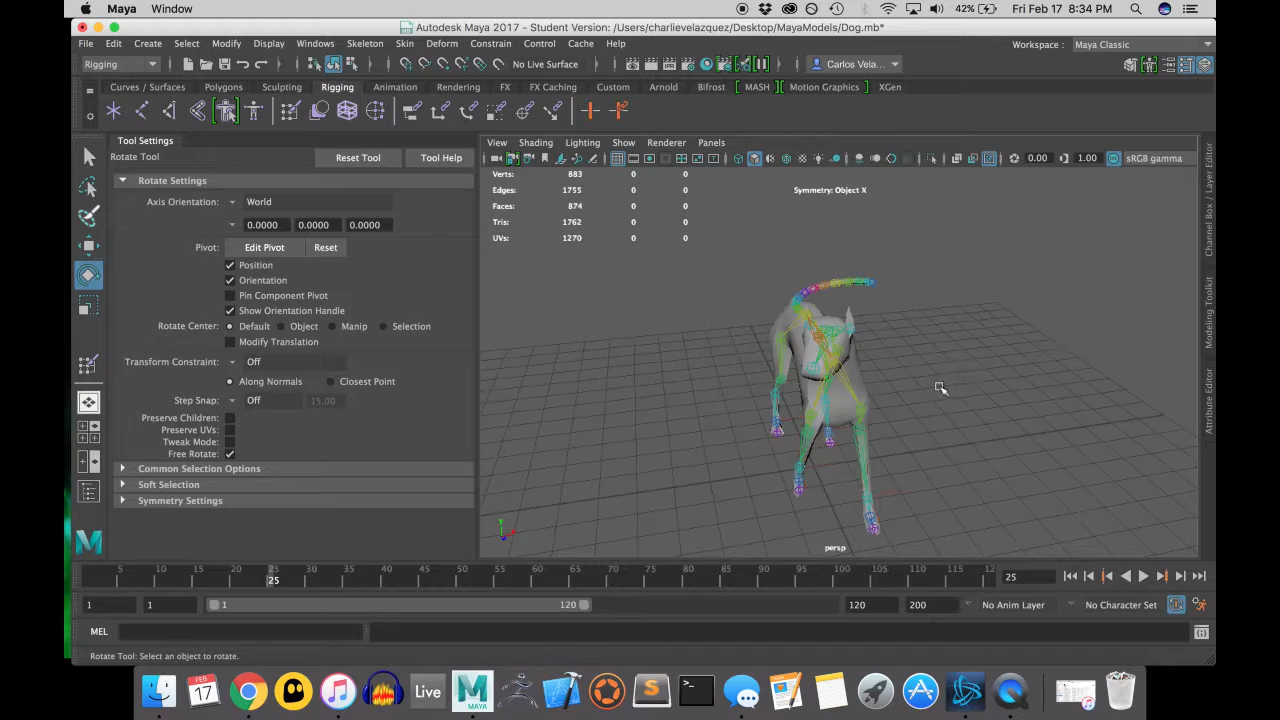 Maya Window 42% Fri Feb 17 8:34 PM
Autodesk Maya 2017 - Student Version: /Users/charlievelazquez/Desktop/MayaModels/Dog.mb*
File Edit Create Select Modify Display Windows Skeleton Skin Deform Constrain Control Cache Help Workspace : Maya Classic
Rigging No Live Surface Carlos Vela...
Curves / Surfaces Polygons Sculpting Rigging Animation Rendering FX FX Caching Custom Arnold Bifrost MASH Motion Graphics XGen
Tool Settings
Rotate Tool Reset Tool Tool Help
Rotate Settings
Axis Orientation: World
0.0000 0.0000 0.0000
Pivot: Edit Pivot Reset
Position
Orientation
Pin Component Pivot
Show Orientation Handle
Rotate Center: Default Object Manip Selection
Modify Translation
Transform Constraint: Off
Along Normals Closest Point
Step Snap: Off 15.00
Preserve Children:
Preserve UVs:
Tweak Mode:
Free Rotate:
Common Selection Options
Soft Selection
Symmetry Settings
View Shading Lighting Show Renderer Panels
0.00 1.00 sRGB gamma
Verts: 883 0 0
Edges: 1755 0 0
Faces: 874 0 0
Tris: 1762 0 0
UVs: 1270 0 0
Symmetry: Object X
persp
Channel Box / Layer Editor
Modeling Toolkit
Attribute Editor
5 10 15 20 25 30 35 40 45 50 55 60 65 70 75 80 85 90 95 100 105 110 115 12
25
25
1 1 1 120 120 200 No Anim Layer No Character Set
MEL
Rotate Tool: Select an object to rotate.
FEB
17
Live
MAYA